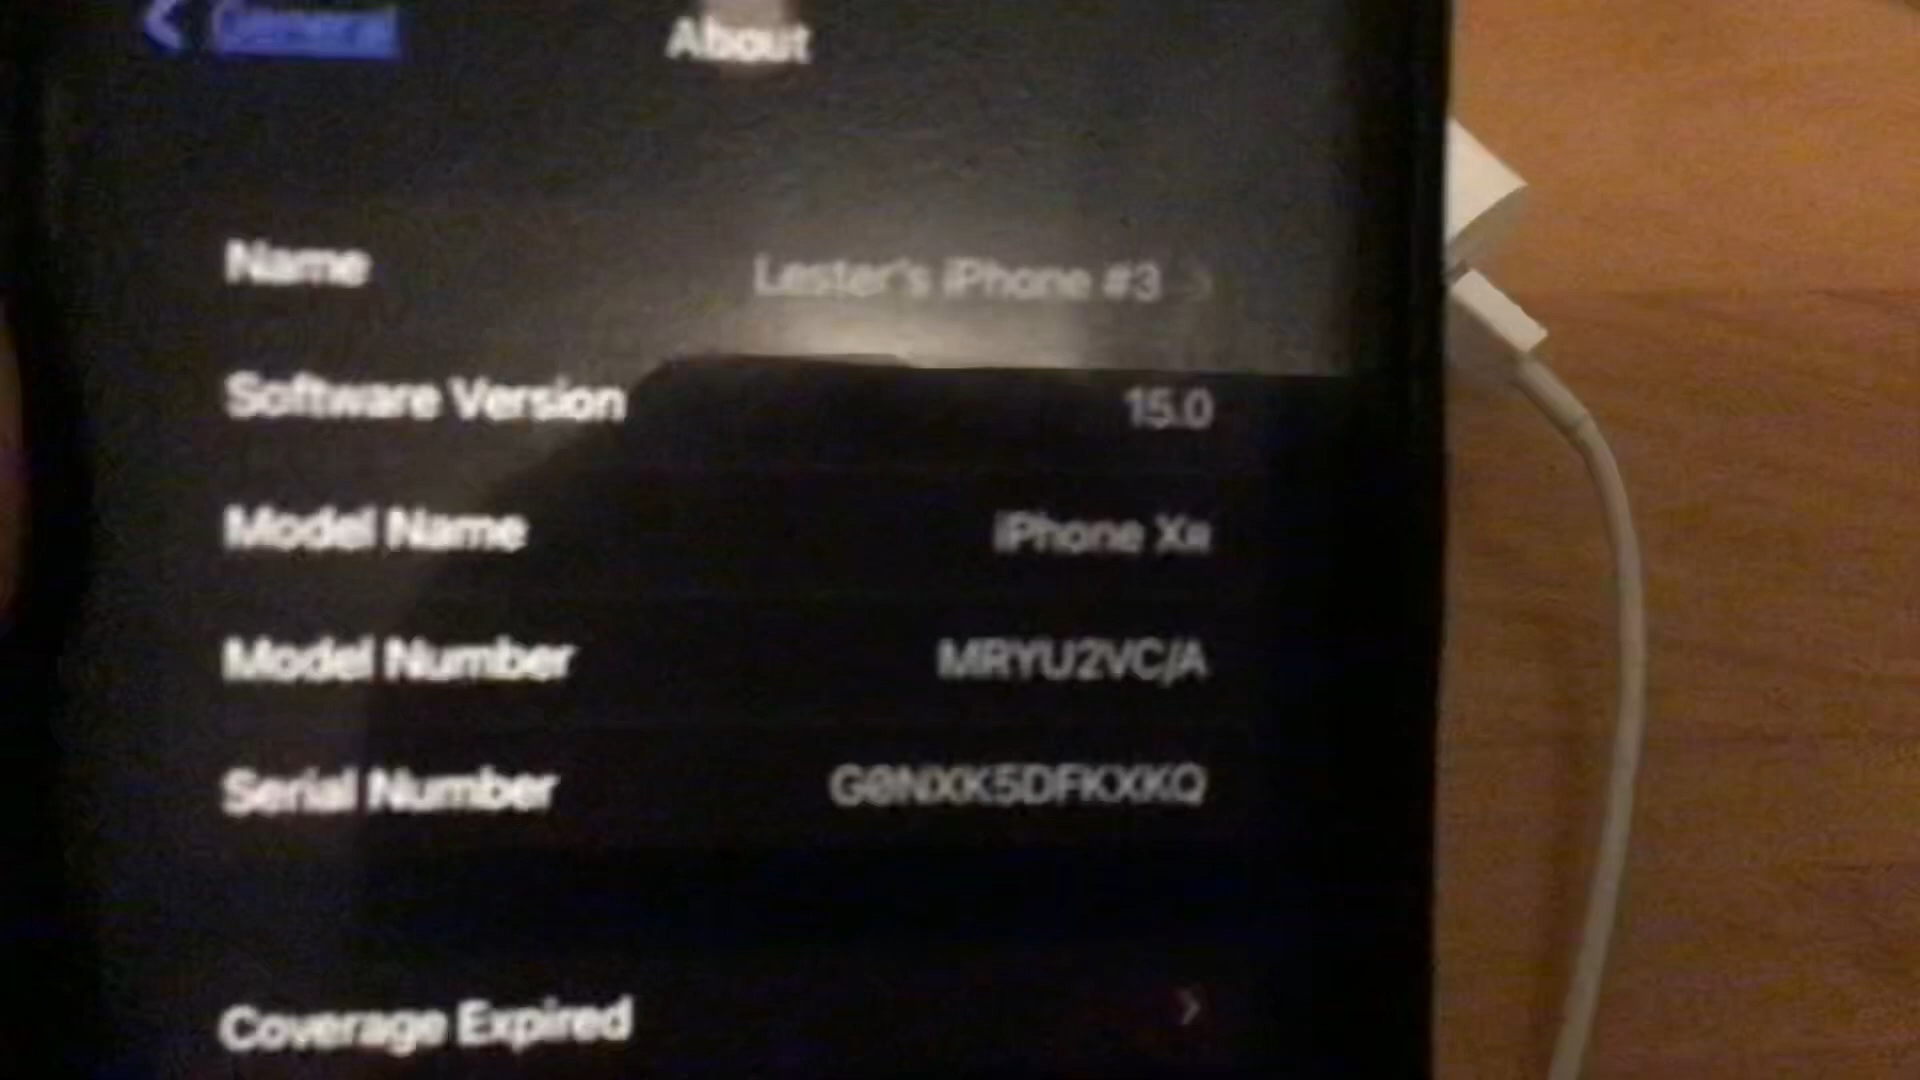 General
About
Name
Lester's iPhone #3
Software Version
15.0
Model Name
iPhone XR
Model Number
MRYU2VC/A
Serial Number
G0NXK5DFKXKQ
Coverage Expired